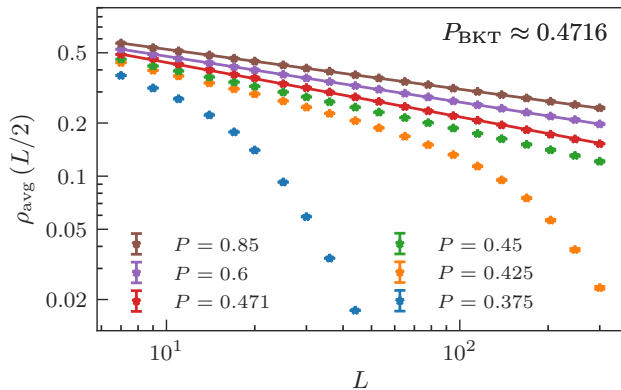 P_BKT ≈ 0.4716
0.5
0.2
0.1
0.05
0.02
ρ_avg (L/2)
P = 0.85
P = 0.6
P = 0.471
P = 0.45
P = 0.425
P = 0.375
10^1
10^2
L